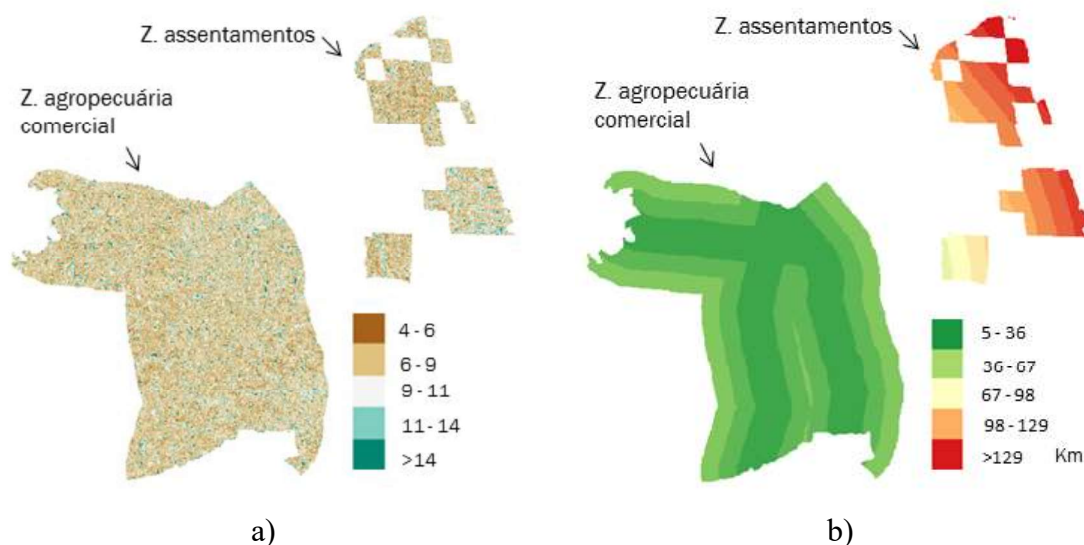 Z. assentamentos
Z. agropecuária
comercial
4 - 6
6 - 9
9 - 11
11 - 14
>14
a)
Z. assentamentos
Z. agropecuária
comercial
5 - 36
36 - 67
67 - 98
98 - 129
>129 Km
b)